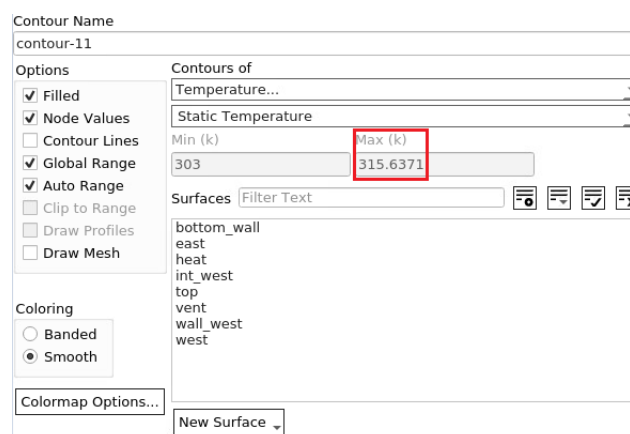 Contour Name
contour-11
Options
Filled
Node Values
Contour Lines
Global Range
Auto Range
Clip to Range
Draw Profiles
Draw Mesh
Coloring
Banded
Smooth
Colormap Options...
Contours of
Temperature...
Static Temperature
Min (k) Max (k)
303 315.6371
Surfaces Filter Text
bottom_wall
east
heat
int_west
top
vent
wall_west
west
New Surface